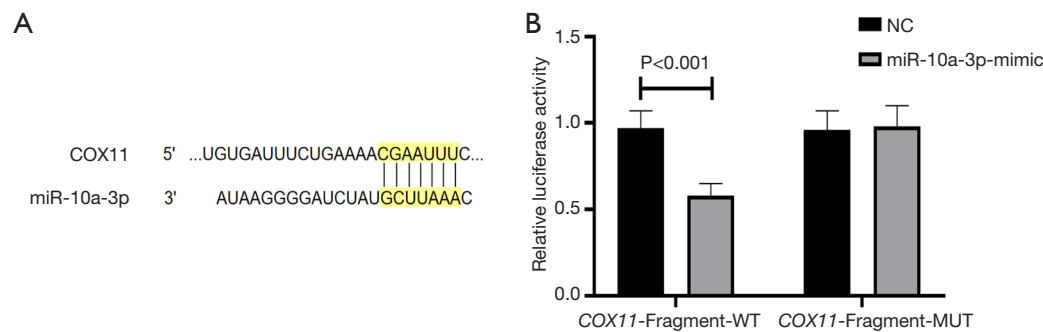 A
COX11 5' ...UGUGAUUUCUGAAAACGAAUUUC...
miR-10a-3p 3' AUAAGGGGAUCUAUGCUUAAAC
B
NC
miR-10a-3p-mimic
P<0.001
Relative luciferase activity
1.5
1.0
0.5
0.0
COX11-Fragment-WT
COX11-Fragment-MUT